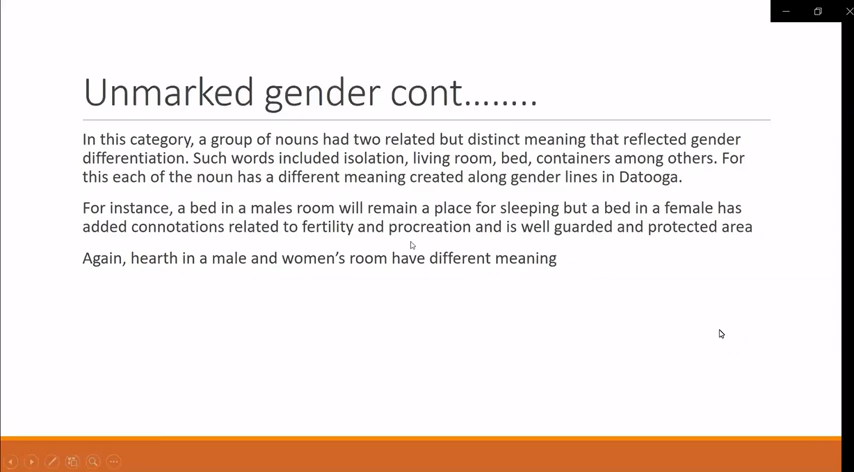 Unmarked gender cont........
In this category, a group of nouns had two related but distinct meaning that reflected gender
differentiation. Such words included isolation, living room, bed, containers among others. For
this each of the noun has a different meaning created along gender lines in Datooga.
For instance, a bed in a males room will remain a place for sleeping but a bed in a female has
added connotations related to fertility and procreation and is well guarded and protected area
Again, hearth in a male and women’s room have different meaning